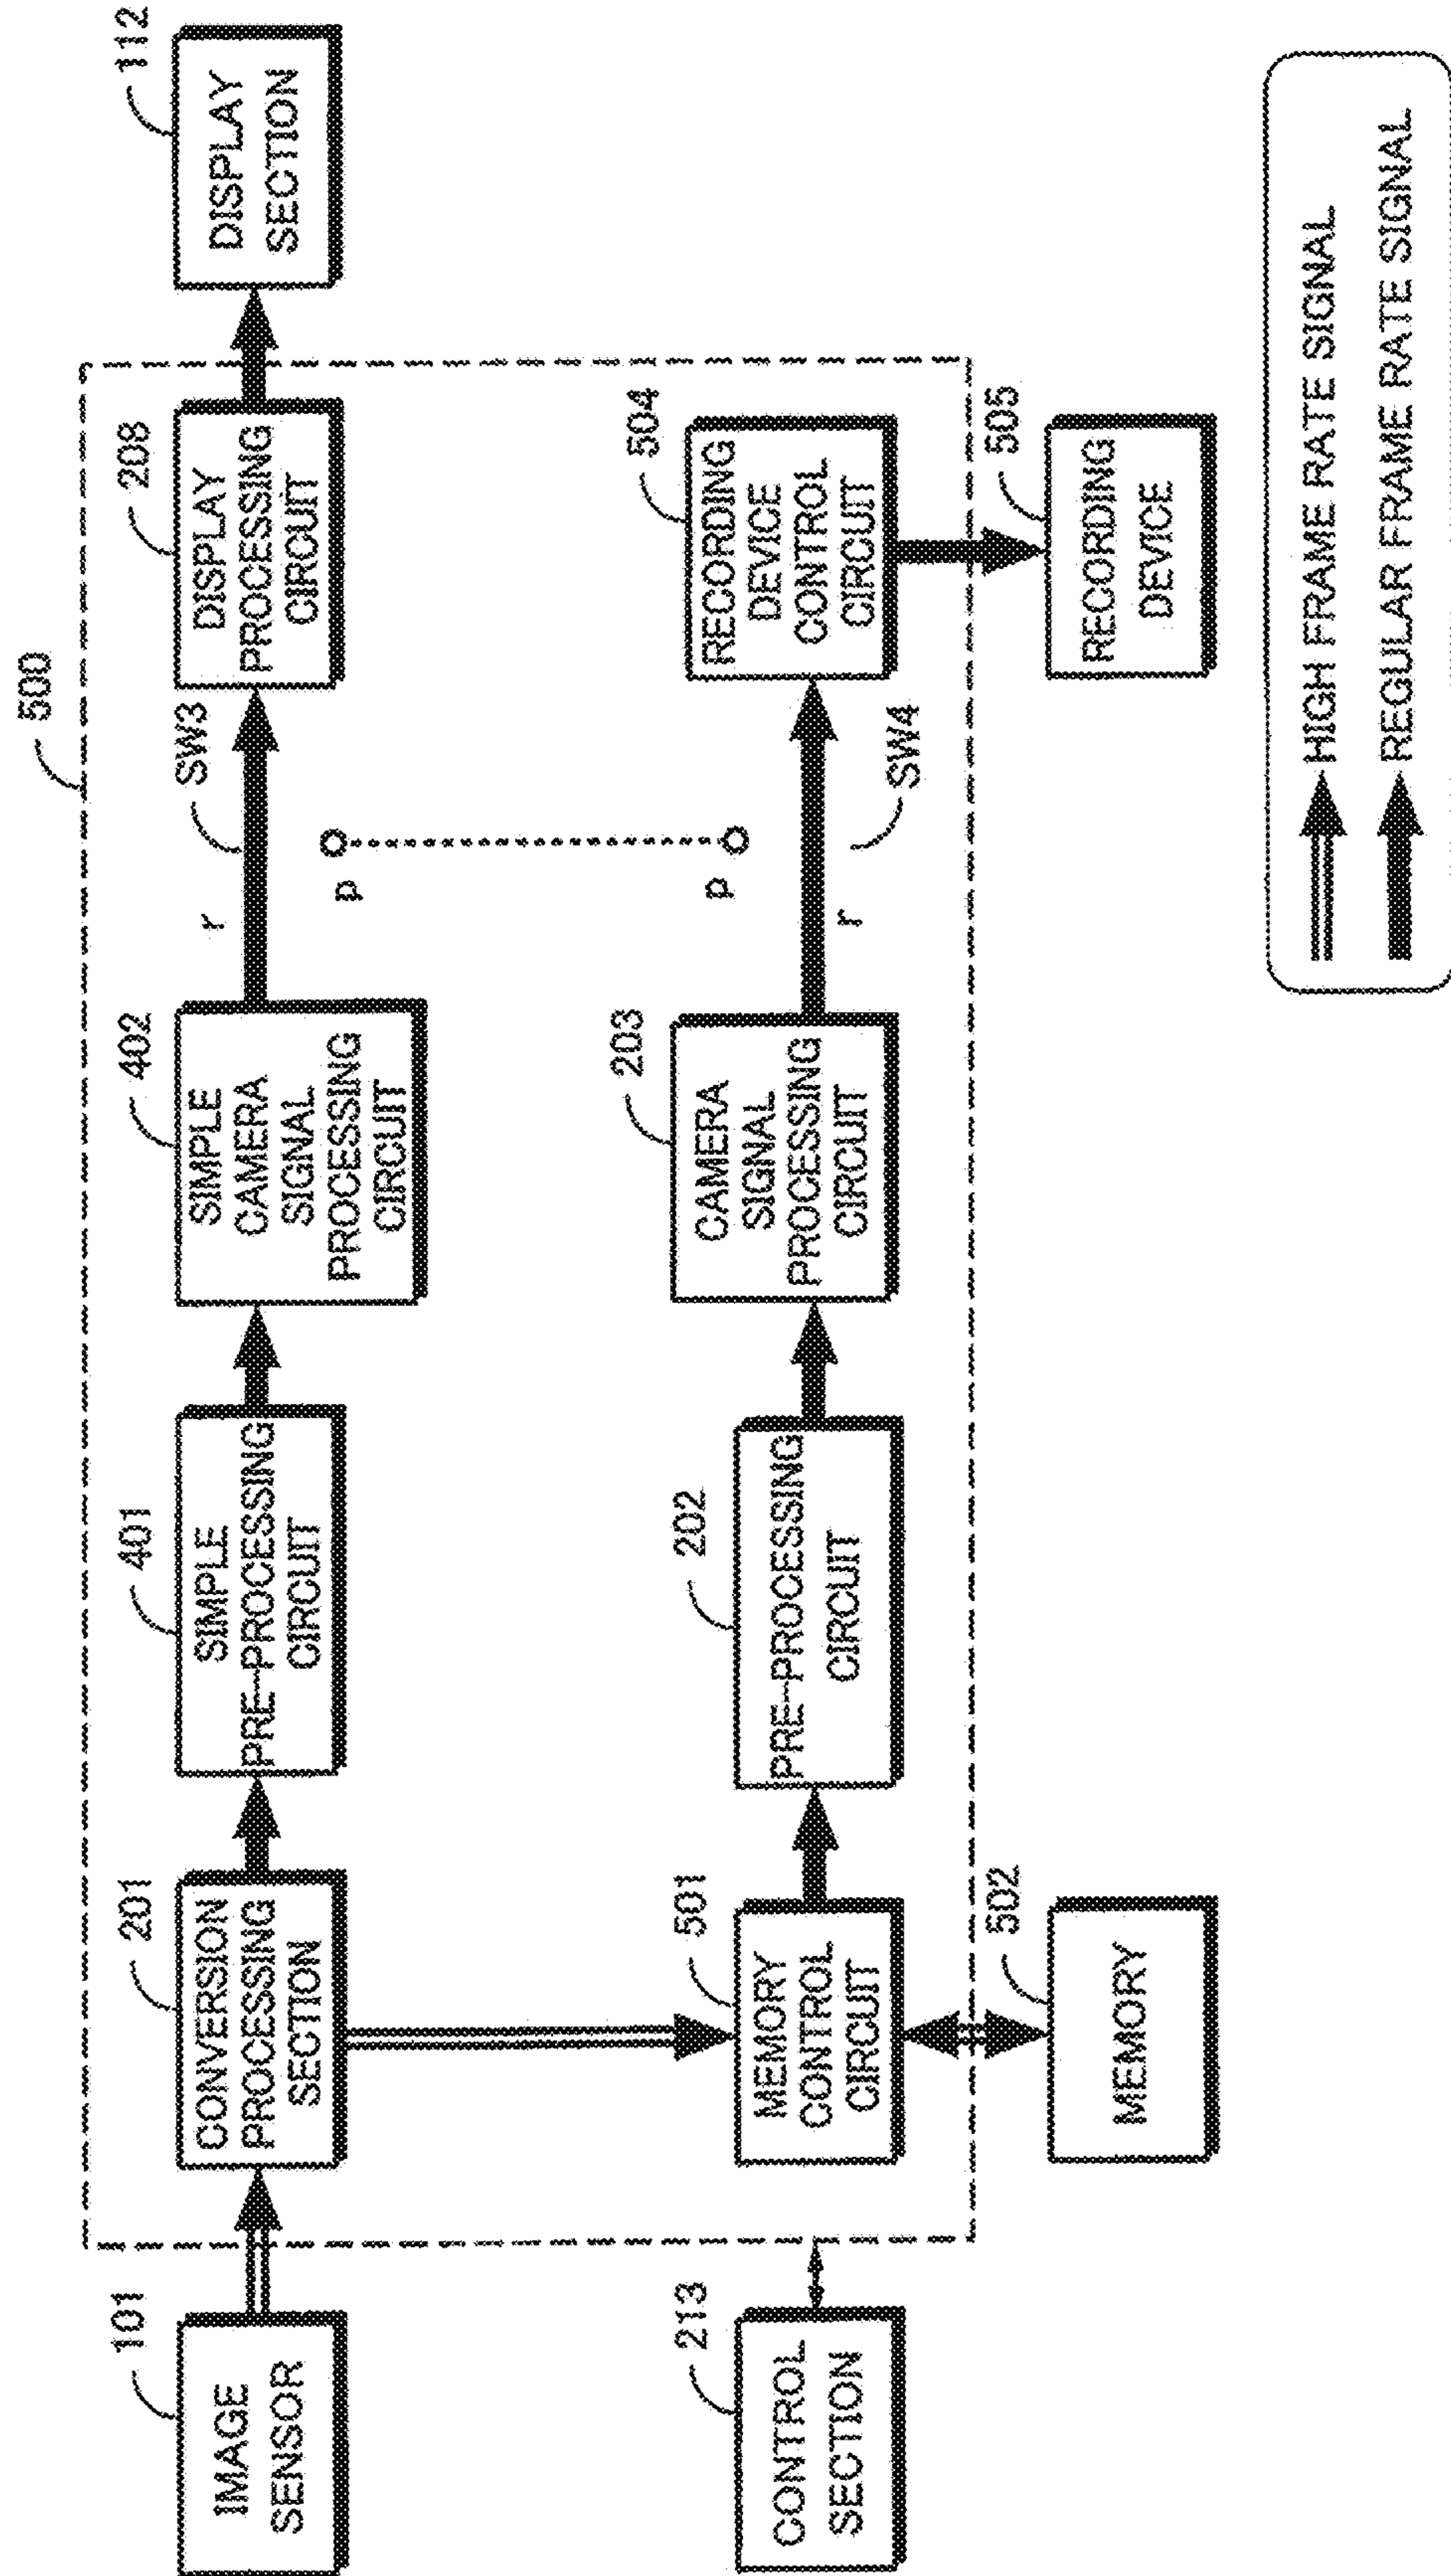 500
101
IMAGE
SENSOR
201
CONVERSION
PROCESSING
SECTION
401
SIMPLE
PRE-PROCESSING
CIRCUIT
402
SIMPLE
CAMERA
SIGNAL
PROCESSING
CIRCUIT
r
SW3
p
208
DISPLAY
PROCESSING
CIRCUIT
112
DISPLAY
SECTION
213
CONTROL
SECTION
501
MEMORY
CONTROL
CIRCUIT
202
PRE-PROCESSING
CIRCUIT
203
CAMERA
SIGNAL
PROCESSING
CIRCUIT
p
r
SW4
504
RECORDING
DEVICE
CONTROL
CIRCUIT
502
MEMORY
505
RECORDING
DEVICE
HIGH FRAME RATE SIGNAL
REGULAR FRAME RATE SIGNAL